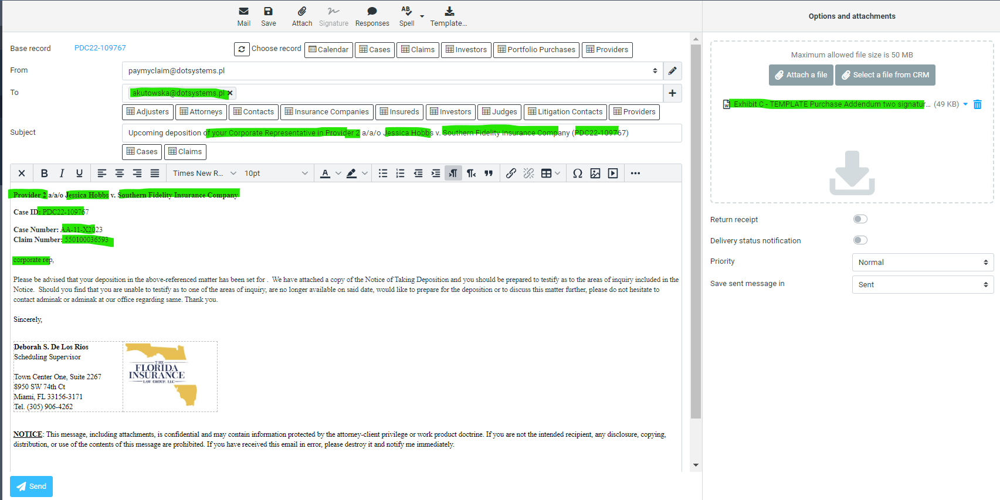 Mail
Save
Attach
Signature
Responses
Spell
Template...
Options and attachments
Base record
PDC22-109767
Choose record
Calendar
Cases
Claims
Investors
Portfolio Purchases
Providers
From
paymyclaim@dotsystems.pl
To
akutowska@dotsystems.pl
Adjusters
Attorneys
Contacts
Insurance Companies
Insureds
Investors
Judges
Litigation Contacts
Providers
Subject
Upcoming deposition of your Corporate Representative in Provider 2 a/a/o Jessica Hobbs v. Southern Fidelity Insurance Company (PDC22-109767)
Cases
Claims
B I U
Times New R...
10pt
Provider 2 a/a/o Jessica Hobbs v. Southern Fidelity Insurance Company
Case ID: PDC22-109767
Case Number: AA-11-X2023
Claim Number: 550100036593
corporate rep,
Please be advised that your deposition in the above-referenced matter has been set for .  We have attached a copy of the Notice of Taking Deposition and you should be prepared to testify as to the areas of inquiry included in the
Notice.  Should you find that you are unable to testify as to one of the areas of inquiry, are no longer available on said date, would like to prepare for the deposition or to discuss this matter further, please do not hesitate to
contact adminak or adminak at our office regarding same. Thank you.
Sincerely,
Deborah S. De Los Rios
Scheduling Supervisor
Town Center One, Suite 2267
8950 SW 74th Ct
Miami, FL 33156-3171
Tel. (305) 906-4262
THE
FLORIDA
INSURANCE
LAW GROUP, LLC
NOTICE: This message, including attachments, is confidential and may contain information protected by the attorney-client privilege or work product doctrine. If you are not the intended recipient, any disclosure, copying,
distribution, or use of the contents of this message are prohibited. If you have received this email in error, please destroy it and notify me immediately.
Send
Maximum allowed file size is 50 MB
Attach a file
Select a file from CRM
Exhibit C - TEMPLATE Purchase Addendum two signatur... (49 KB)
Return receipt
Delivery status notification
Priority
Normal
Save sent message in
Sent